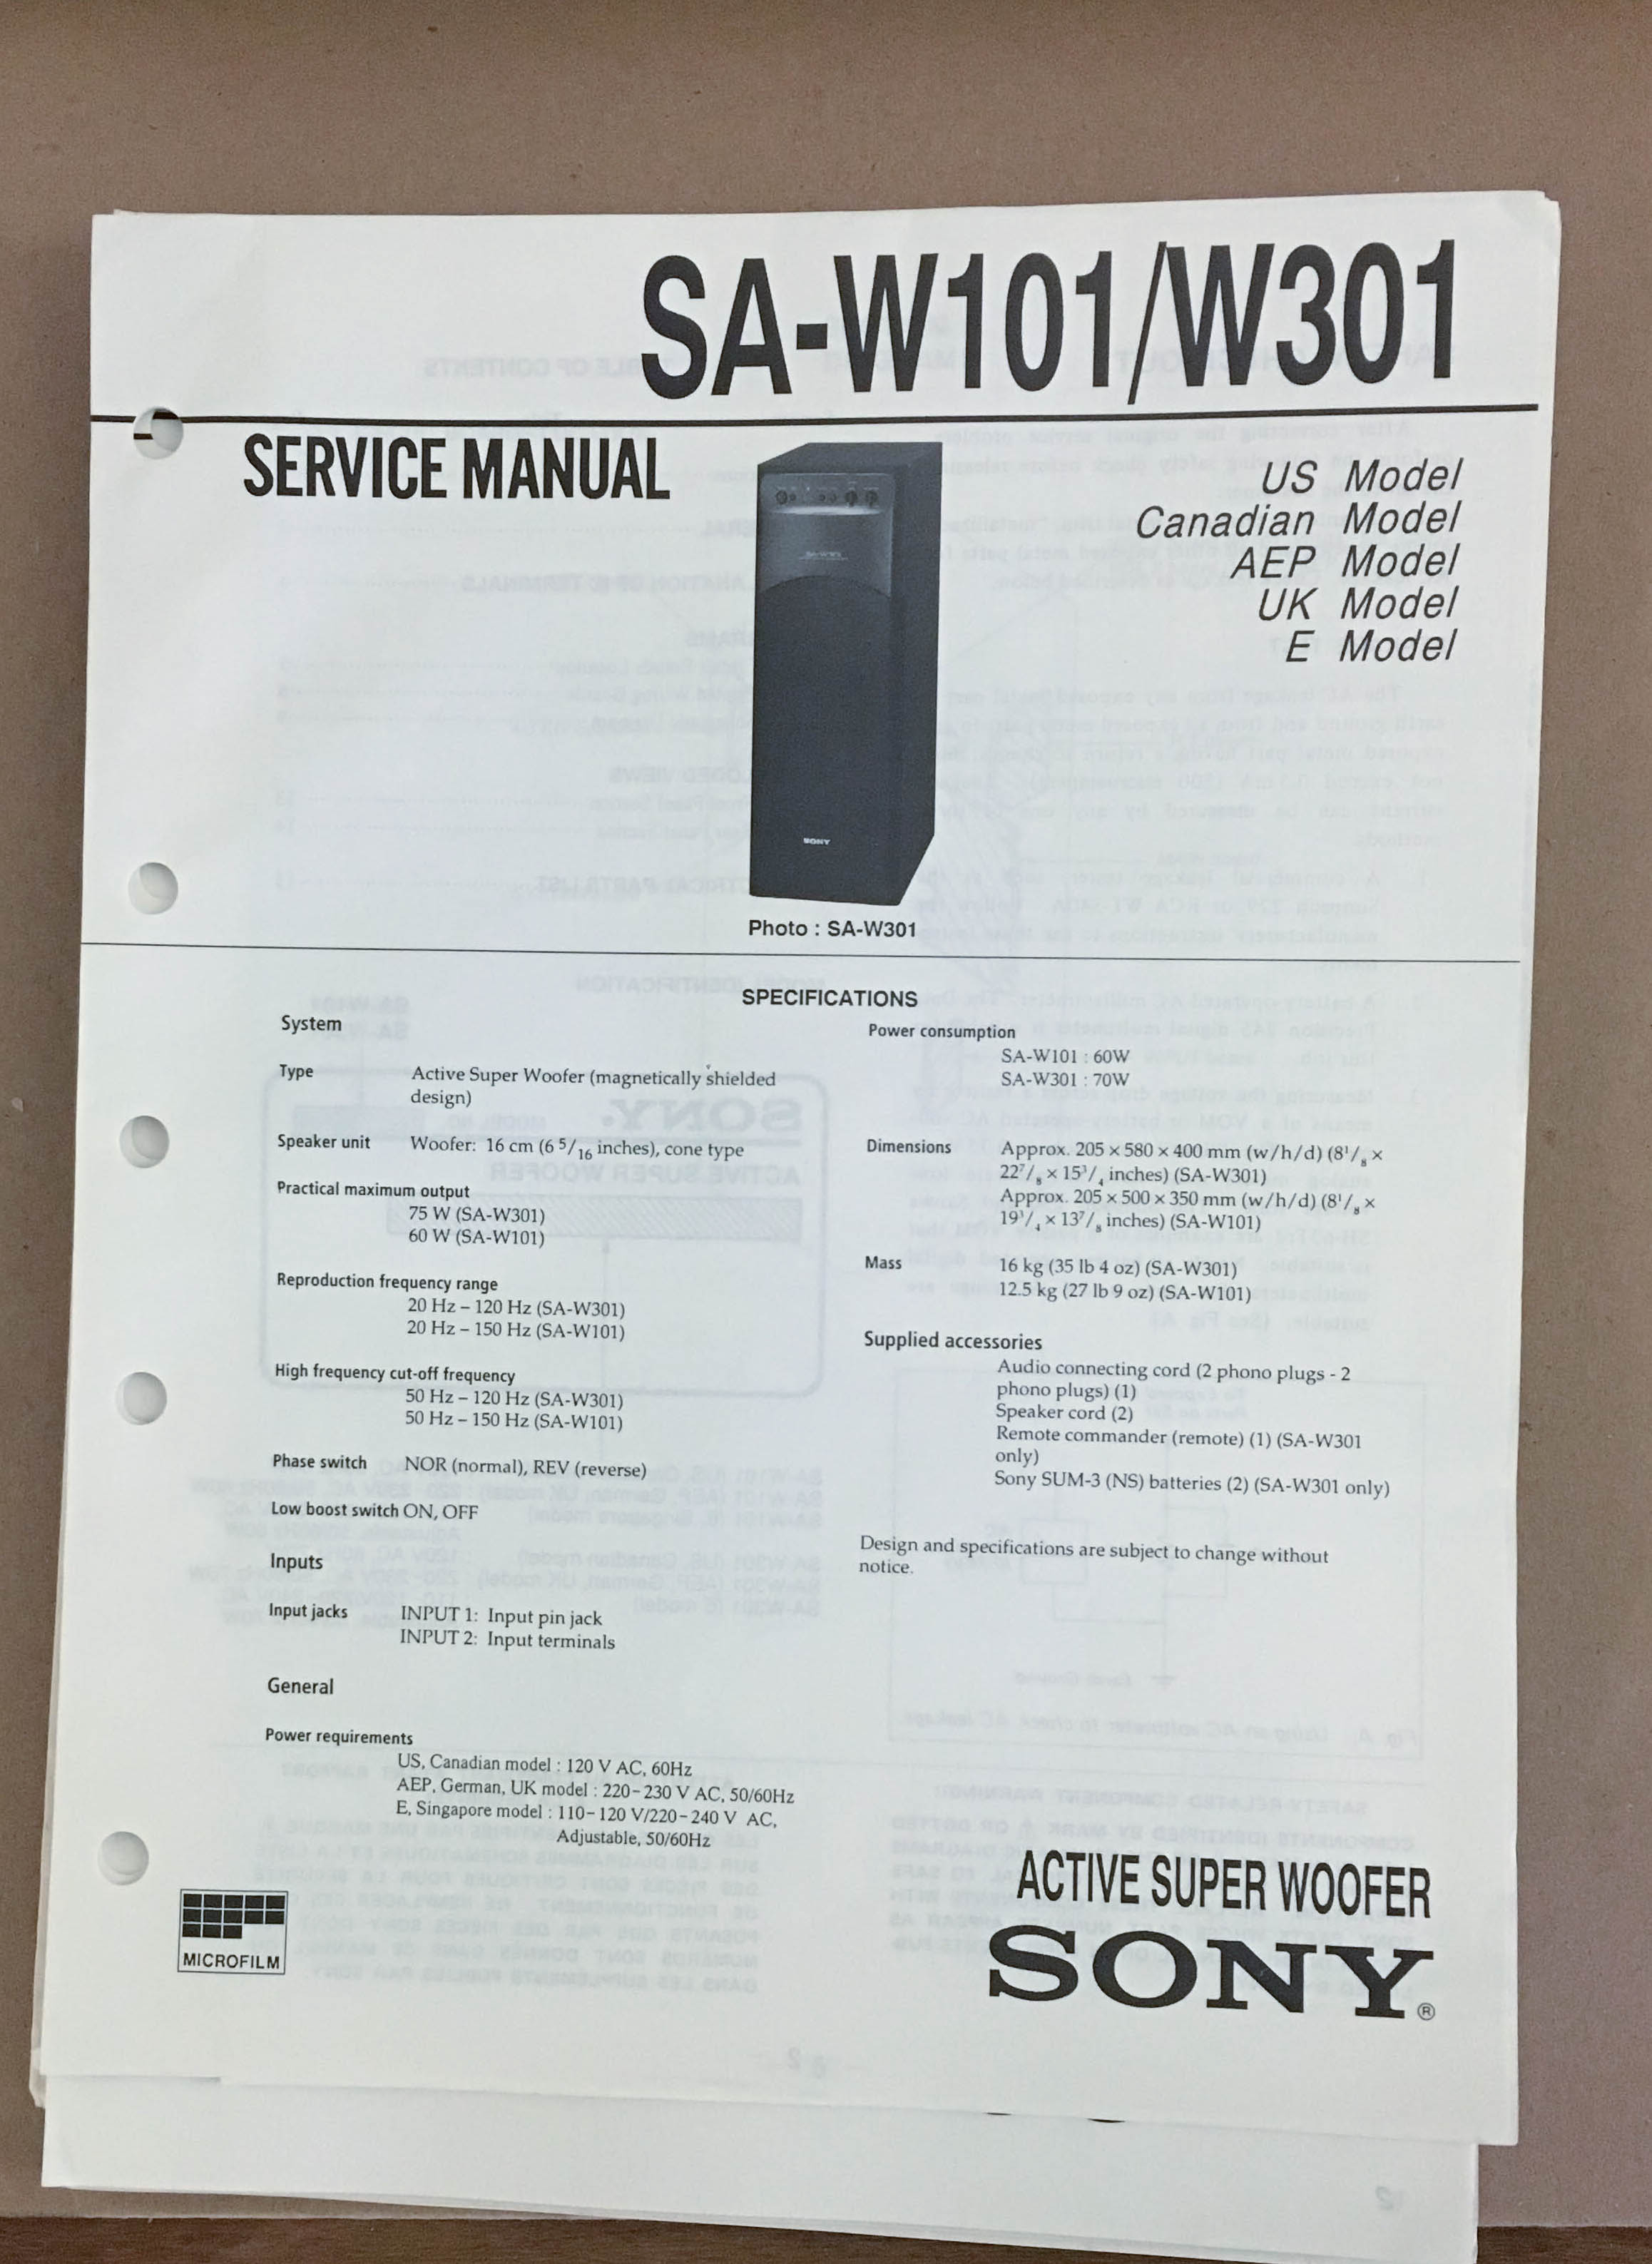 SA-W101/W301
SERVICE MANUAL
US Model
Canadian Model
AEP Model
UK Model
E Model
SONY
Photo : SA-W301
SPECIFICATIONS
System
Type Active Super Woofer (magnetically shielded
design)
Speaker unit Woofer: 16 cm (6 5/16 inches), cone type
Practical maximum output
75 W (SA-W301)
60 W (SA-W101)
Reproduction frequency range
20 Hz – 120 Hz (SA-W301)
20 Hz – 150 Hz (SA-W101)
High frequency cut-off frequency
50 Hz – 120 Hz (SA-W301)
50 Hz – 150 Hz (SA-W101)
Phase switch NOR (normal), REV (reverse)
Low boost switch ON, OFF
Inputs
Input jacks INPUT 1: Input pin jack
INPUT 2: Input terminals
General
Power requirements
US, Canadian model : 120 V AC, 60Hz
AEP, German, UK model : 220–230 V AC, 50/60Hz
E, Singapore model : 110–120 V/220–240 V AC,
Adjustable, 50/60Hz
Power consumption
SA-W101 : 60W
SA-W301 : 70W
Dimensions Approx. 205 × 580 × 400 mm (w/h/d) (8 1/8 ×
22 7/8 × 15 3/4 inches) (SA-W301)
Approx. 205 × 500 × 350 mm (w/h/d) (8 1/8 ×
19 3/4 × 13 7/8 inches) (SA-W101)
Mass 16 kg (35 lb 4 oz) (SA-W301)
12.5 kg (27 lb 9 oz) (SA-W101)
Supplied accessories
Audio connecting cord (2 phono plugs - 2
phono plugs) (1)
Speaker cord (2)
Remote commander (remote) (1) (SA-W301
only)
Sony SUM-3 (NS) batteries (2) (SA-W301 only)
Design and specifications are subject to change without
notice.
MICROFILM
ACTIVE SUPER WOOFER
SONY®